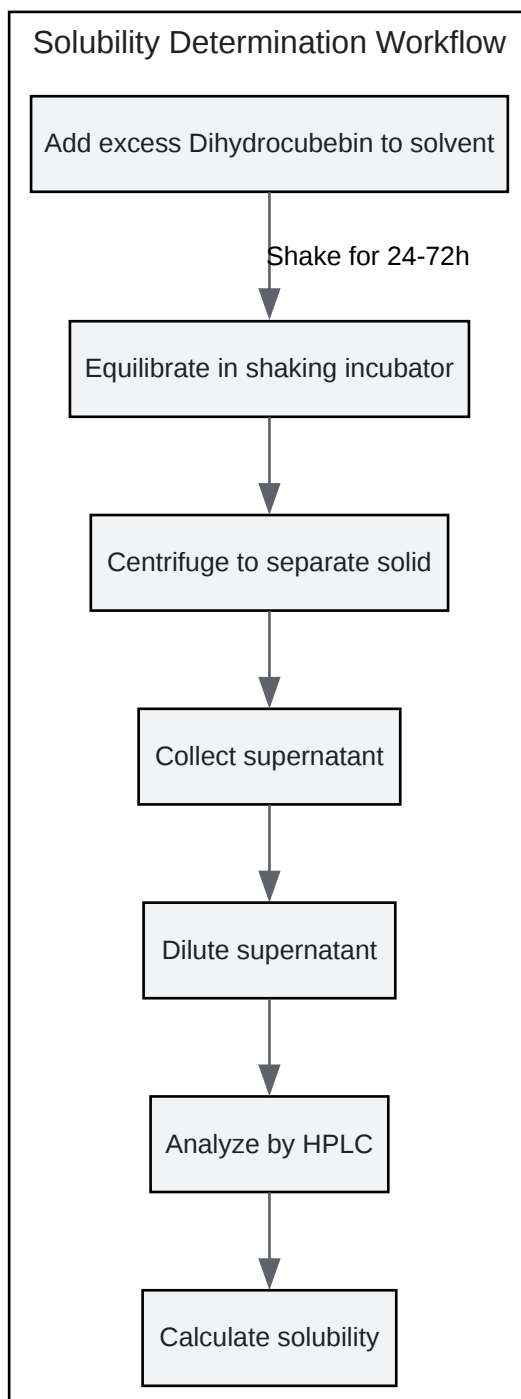 Solubility Determination Workflow
Add excess Dihydrocubebin to solvent
Shake for 24-72h
Equilibrate in shaking incubator
Centrifuge to separate solid
Collect supernatant
Dilute supernatant
Analyze by HPLC
Calculate solubility